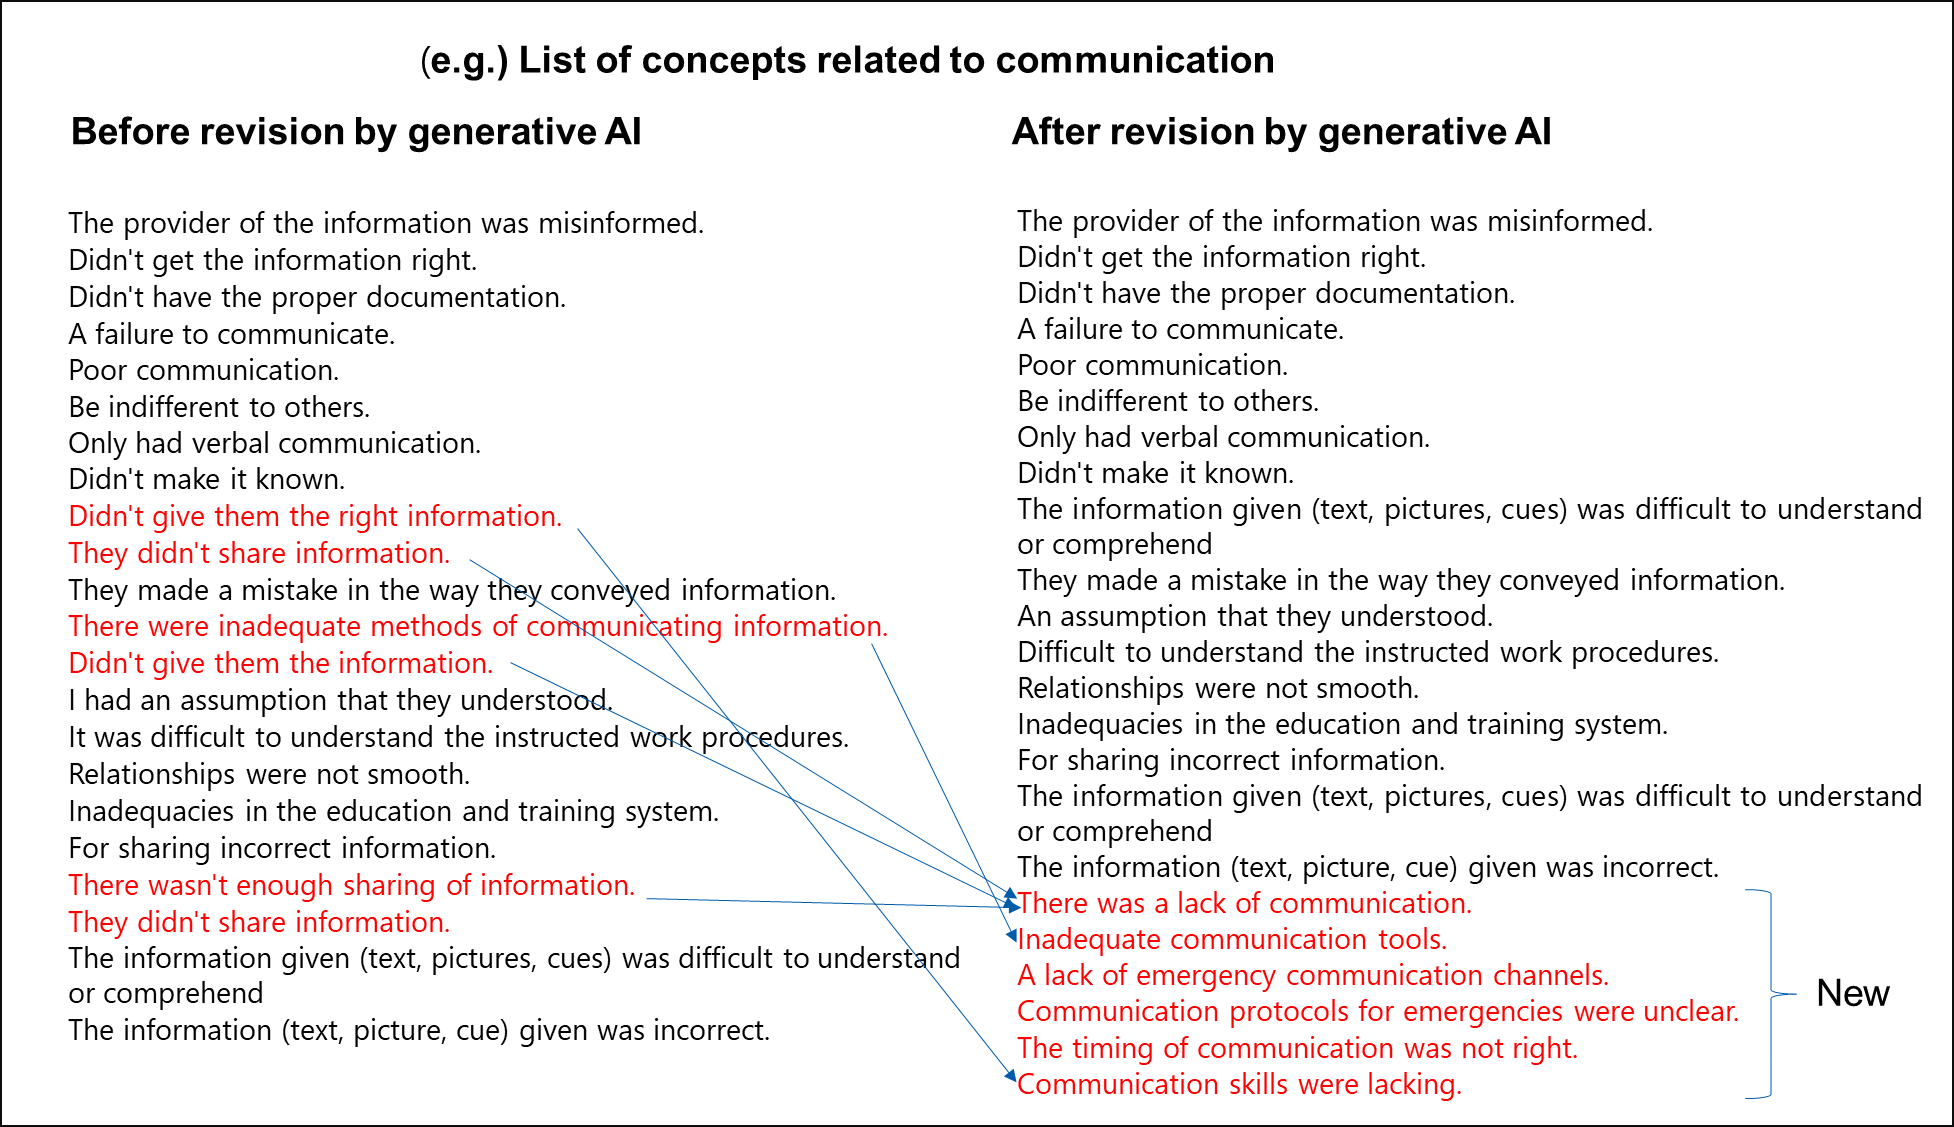 (e.g.) List of concepts related to communication
Before revision by generative AI
The provider of the information was misinformed.
Didn't get the information right.
Didn't have the proper documentation.
A failure to communicate.
Poor communication.
Be indifferent to others.
Only had verbal communication.
Didn't make it known.
Didn't give them the right information.
They didn't share information.
They made a mistake in the way they conveyed information.
There were inadequate methods of communicating information.
Didn't give them the information.
I had an assumption that they understood.
It was difficult to understand the instructed work procedures.
Relationships were not smooth.
Inadequacies in the education and training system.
For sharing incorrect information.
There wasn't enough sharing of information.
They didn't share information.
The information given (text, pictures, cues) was difficult to understand
or comprehend
The information (text, picture, cue) given was incorrect.
After revision by generative AI
The provider of the information was misinformed.
Didn't get the information right.
Didn't have the proper documentation.
A failure to communicate.
Poor communication.
Be indifferent to others.
Only had verbal communication.
Didn't make it known.
The information given (text, pictures, cues) was difficult to understand
or comprehend
They made a mistake in the way they conveyed information.
An assumption that they understood.
Difficult to understand the instructed work procedures.
Relationships were not smooth.
Inadequacies in the education and training system.
For sharing incorrect information.
The information given (text, pictures, cues) was difficult to understand
or comprehend
The information (text, picture, cue) given was incorrect.
There was a lack of communication.
Inadequate communication tools.
A lack of emergency communication channels.
Communication protocols for emergencies were unclear.
The timing of communication was not right.
Communication skills were lacking.
New